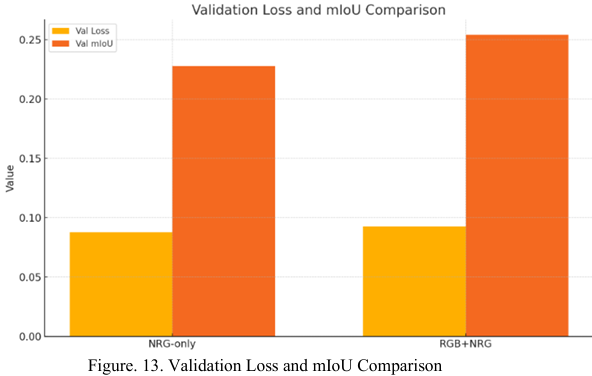 Validation Loss and mIoU Comparison
Val Loss
Val mIoU
0.25
0.20
0.15
0.10
0.05
0.00
Value
NRG-only RGB+NRG
Figure. 13. Validation Loss and mIoU Comparison